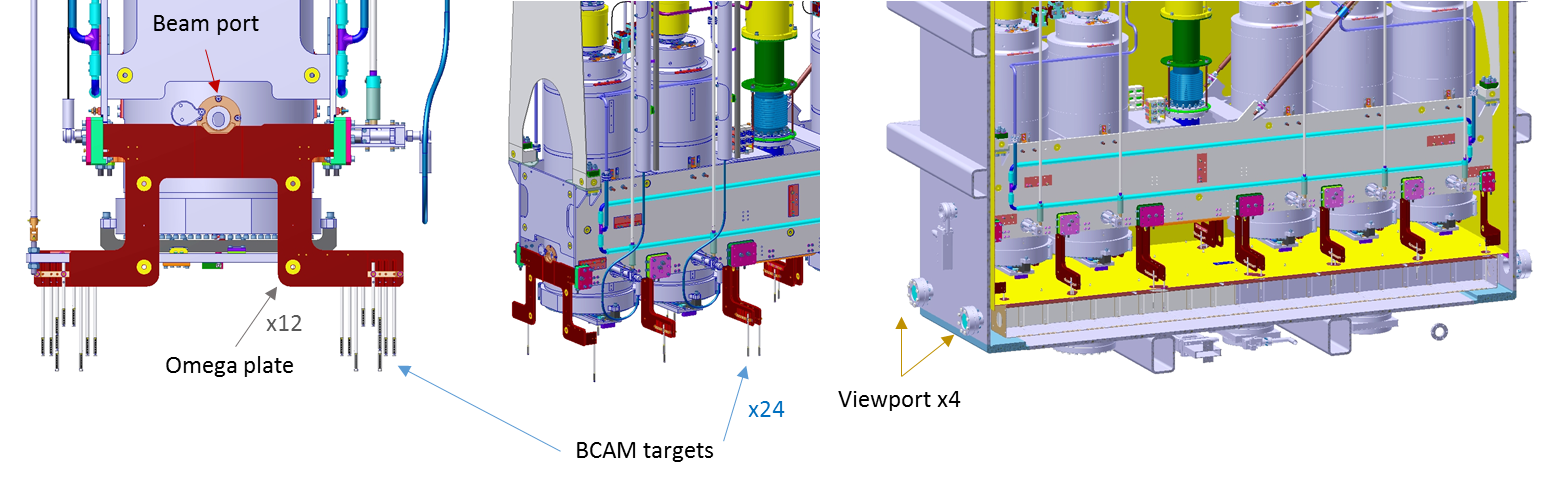 Beam port
x12
Omega plate
BCAM targets
x24
Viewport x4